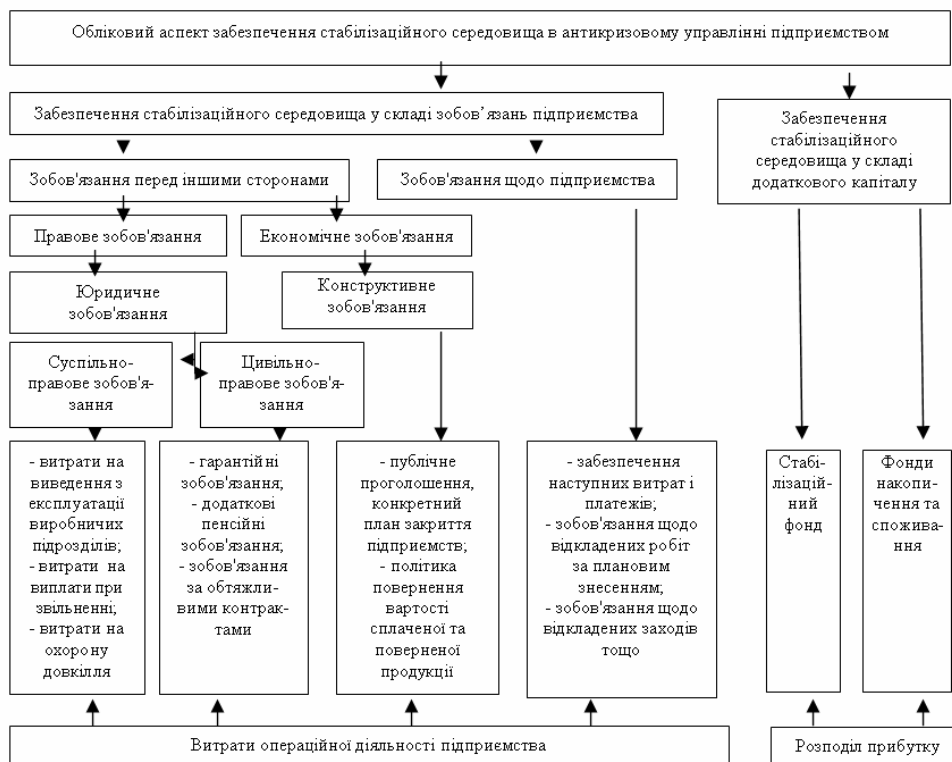 Обліковий аспект забезпечення стабілізаційного середовища в антикризовому управлінні підприємством
Забезпечення стабілізаційного середовища у складі зобов’язань підприємства
Забезпечення
стабілізаційного
середовища у складі
додаткового капіталу
Зобов'язання перед іншими сторонами
Зобов'язання щодо підприємства
Правове зобов'язання
Економічне зобов'язання
Юридичне
зобов'язання
Конструктивне
зобов'язання
Суспільно-
правове зобов'я-
зання
Цивільно-
правове зобов'я-
зання
- витрати на
виведення з
експлуатації
виробничих
підрозділів;
- витрати на
виплати при
звільненні;
- витрати на
охорону
довкілля
- гарантійні
зобов'язання;
- додаткові
пенсійні
зобов'язання;
- зобов'язання
за обтяжли-
вими контрак-
тами
- публічне
проголошення,
конкретний
план закриття
підприємств;
- політика
повернення
вартості
сплаченої та
поверненої
продукції
- забезпечення
наступних витрат і
платежів;
- зобов'язання щодо
відкладених робіт
за плановим
знесенням;
- зобов'язання щодо
відкладених заходів
тощо
Стабі-
лізацій-
ний
фонд
Фонди
накопи-
чення та
спожива-
ння
Витрати операційної діяльності підприємства
Розподіл прибутку